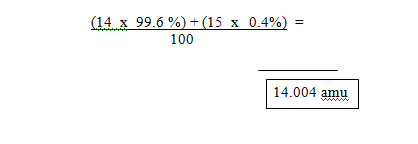 (14 x 99.6 %) + (15 x 0.4%) =
100
14.004 amu